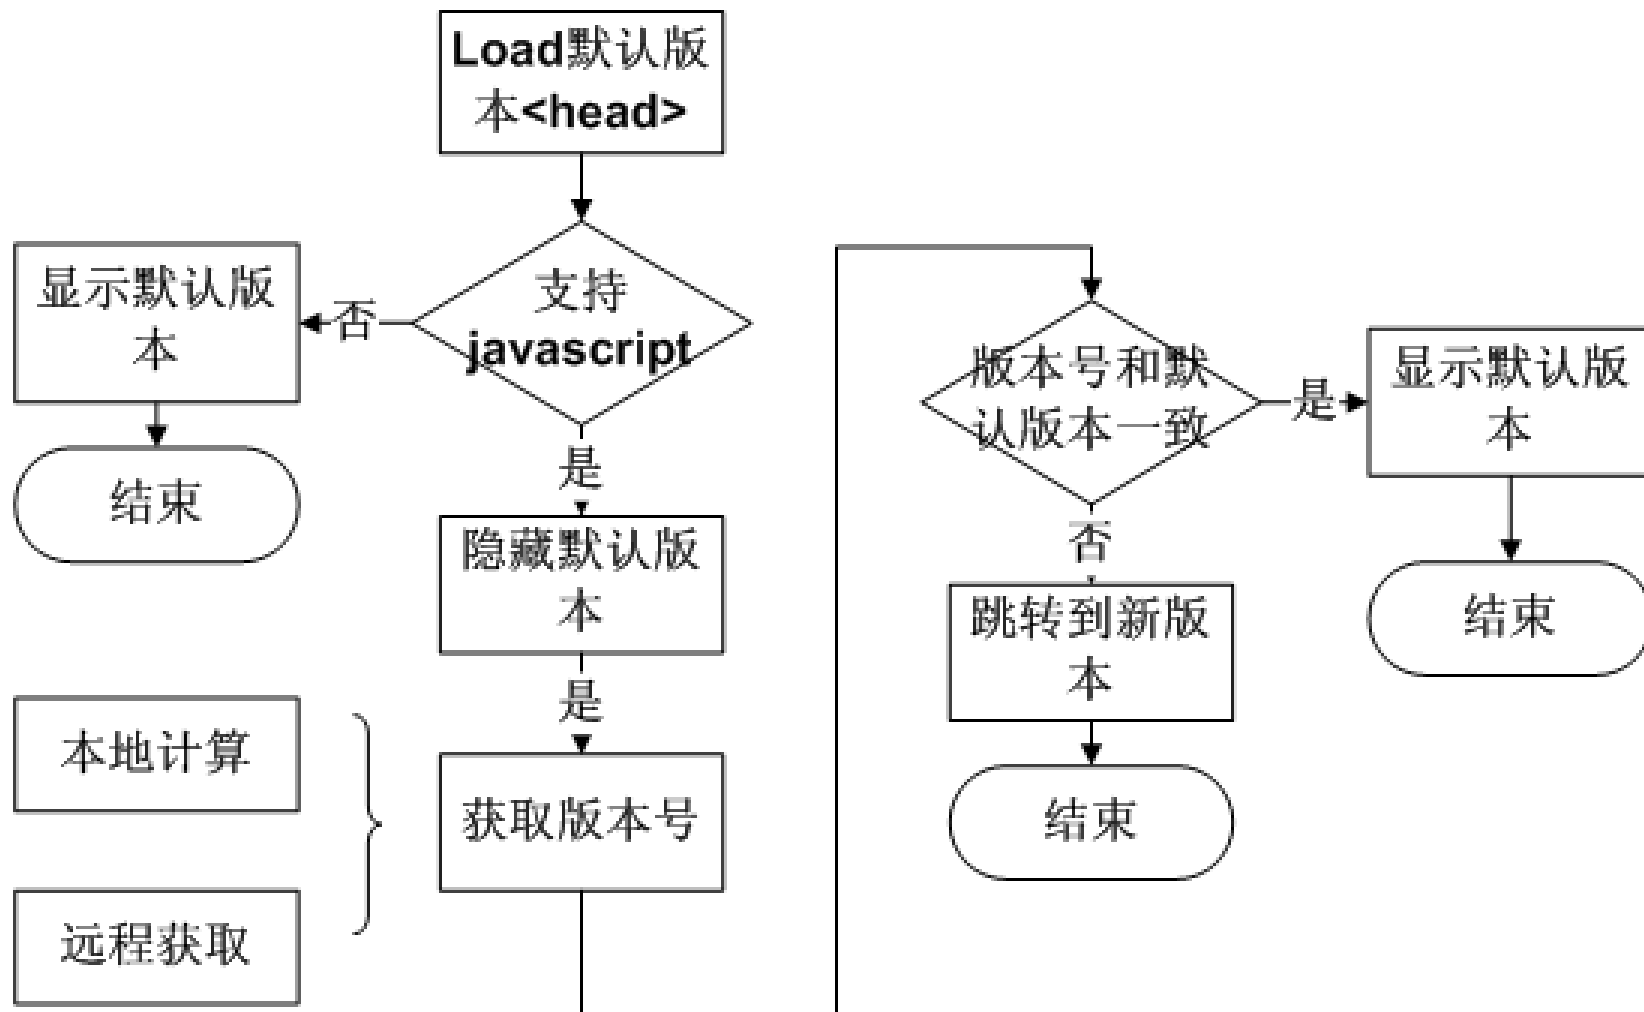 Load默认版
本<head>
支持
javascript
否
显示默认版
本
结束
是
隐藏默认版
本
是
获取版本号
本地计算
远程获取
版本号和默
认版本一致
是
显示默认版
本
结束
否
跳转到新版
本
结束